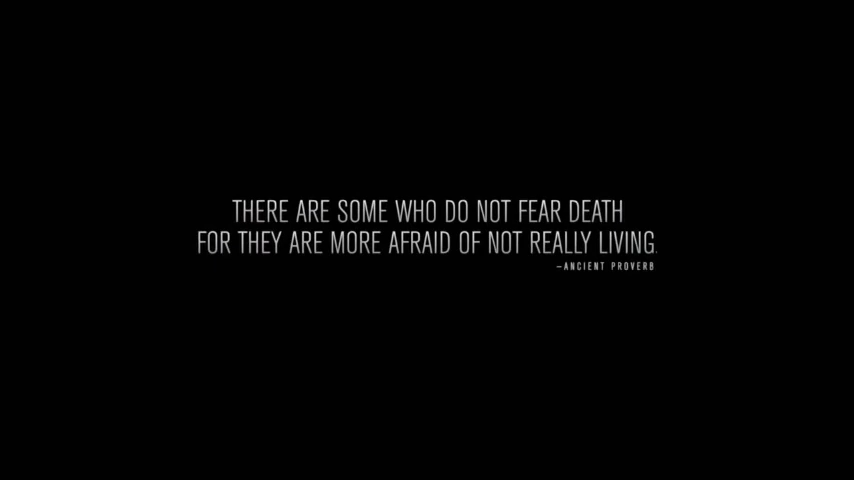 THERE ARE SOME WHO DO NOT FEAR DEATH
FOR THEY ARE MORE AFRAID OF NOT REALLY LIVING.
–ANCIENT PROVERB